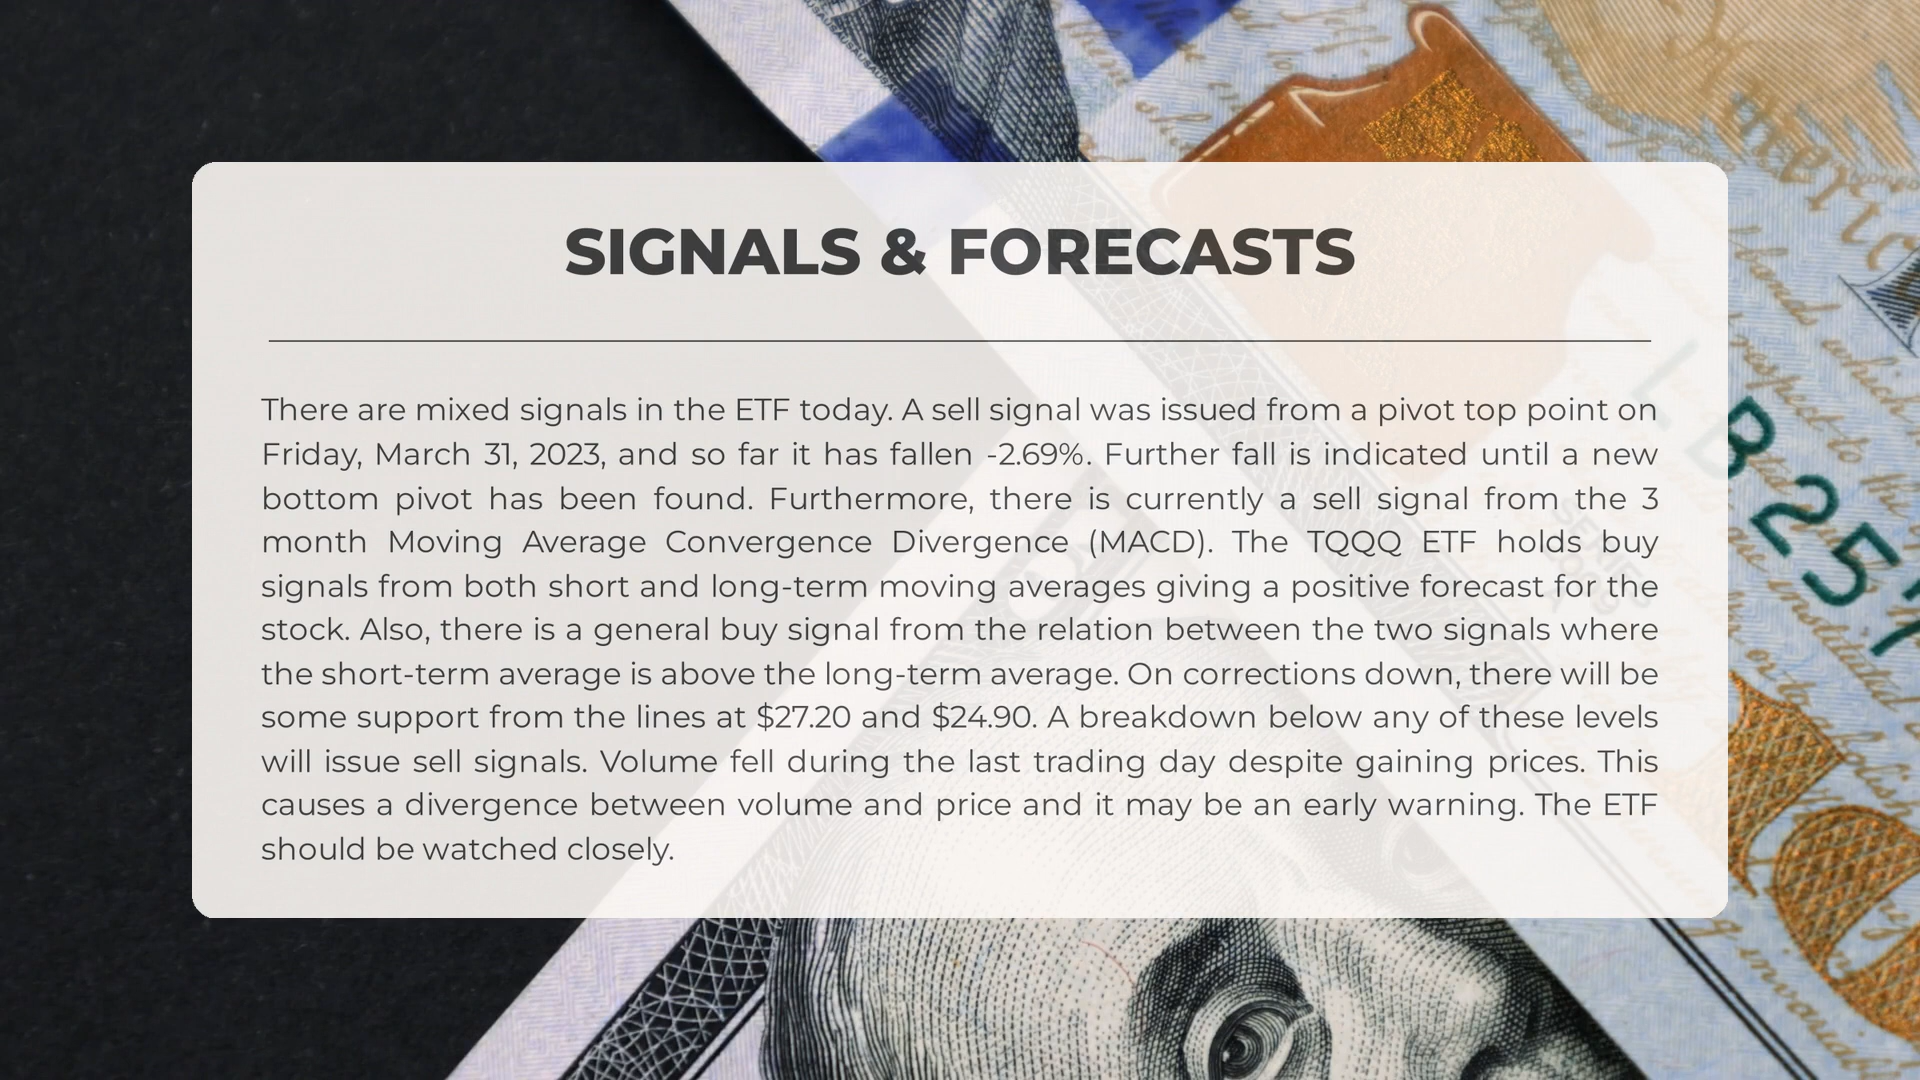 SIGNALS & FORECASTS
There are mixed signals in the ETF today. A sell signal was issued from a pivot top point on
Friday, March 31, 2023, and so far it has fallen -2.69%. Further fall is indicated until a new
bottom pivot has been found. Furthermore, there is currently a sell signal from the 3
month Moving Average Convergence Divergence (MACD). The TQQQ ETF holds buy
signals from both short and long-term moving averages giving a positive forecast for the
stock. Also, there is a general buy signal from the relation between the two signals where
the short-term average is above the long-term average. On corrections down, there will be
some support from the lines at $27.20 and $24.90. A breakdown below any of these levels
will issue sell signals. Volume fell during the last trading day despite gaining prices. This
causes a divergence between volume and price and it may be an early warning. The ETF
should be watched closely.